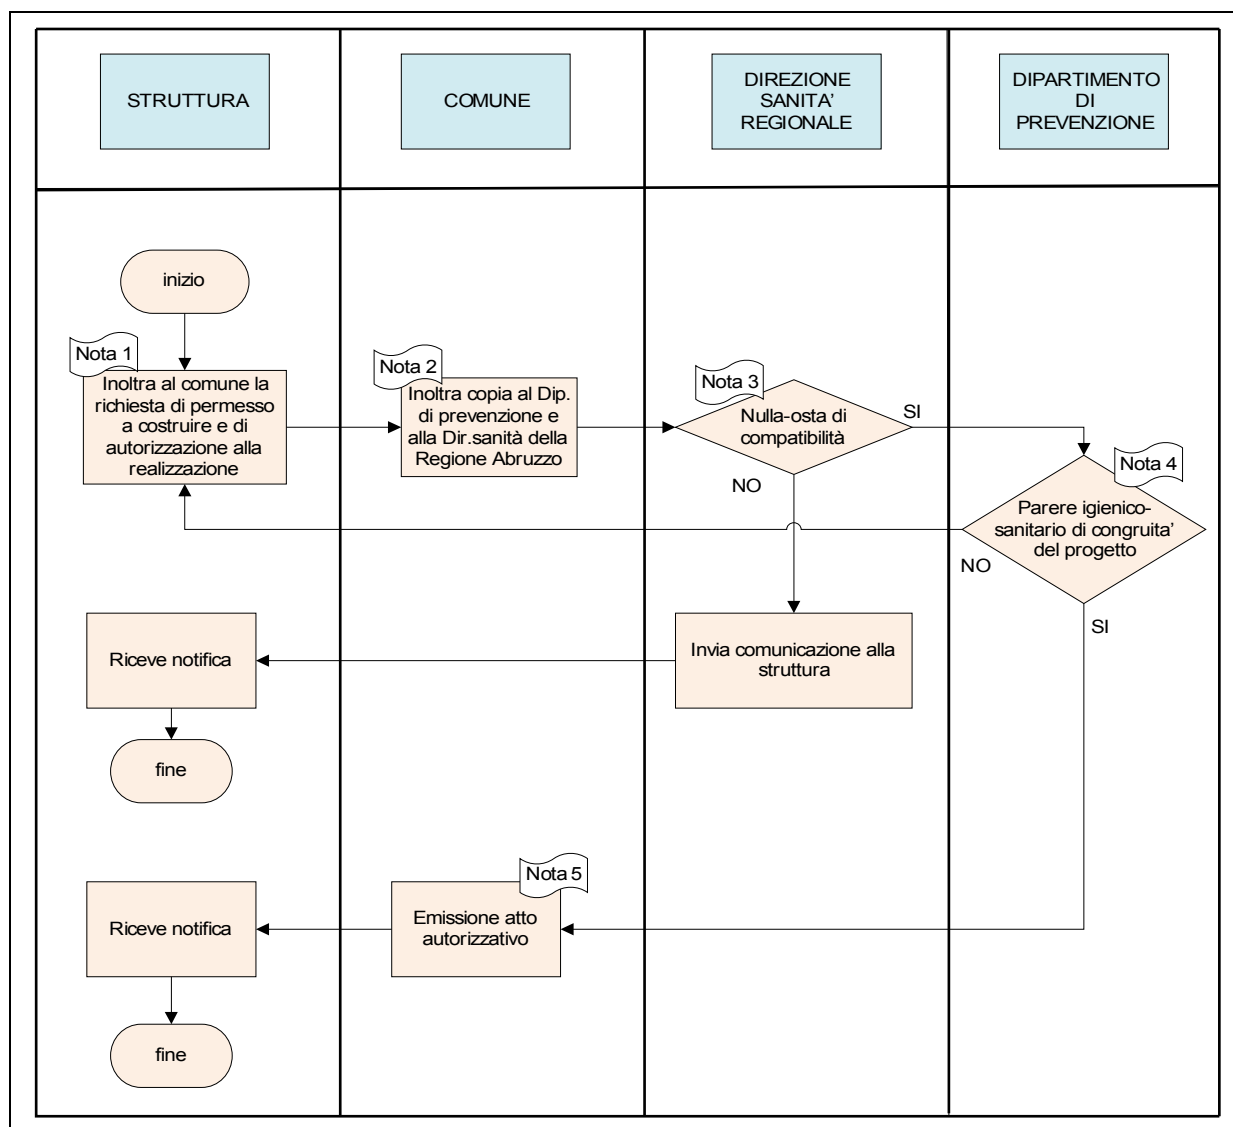 STRUTTURA
COMUNE
DIREZIONE
SANITA'
REGIONALE
DIPARTIMENTO
DI
PREVENZIONE
inizio
Nota 1
Inoltra al comune la
richiesta di permesso
a costruire e di
autorizzazione alla
realizzazione
Nota 2
Inoltra copia al Dip.
di prevenzione e
alla Dir.sanità della
Regione Abruzzo
Nota 3
Nulla-osta di
compatibilità
SI
NO
Nota 4
Parere igienico-
sanitario di congruita'
del progetto
NO
SI
Riceve notifica
Invia comunicazione alla
struttura
fine
Riceve notifica
Nota 5
Emissione atto
autorizzativo
fine